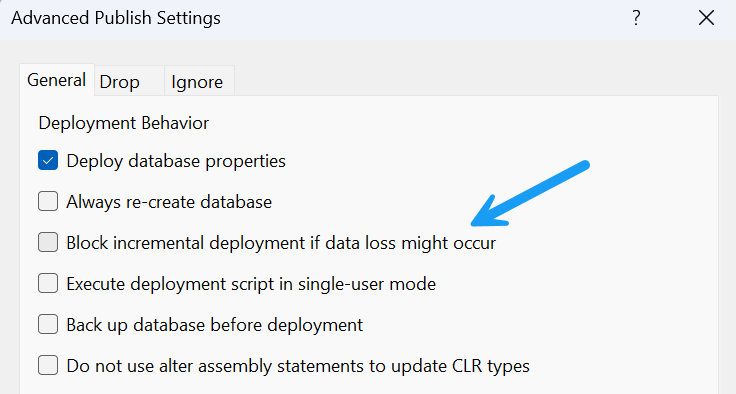 Advanced Publish Settings ?
General Drop Ignore
Deployment Behavior
Deploy database properties
Always re-create database
Block incremental deployment if data loss might occur
Execute deployment script in single-user mode
Back up database before deployment
Do not use alter assembly statements to update CLR types